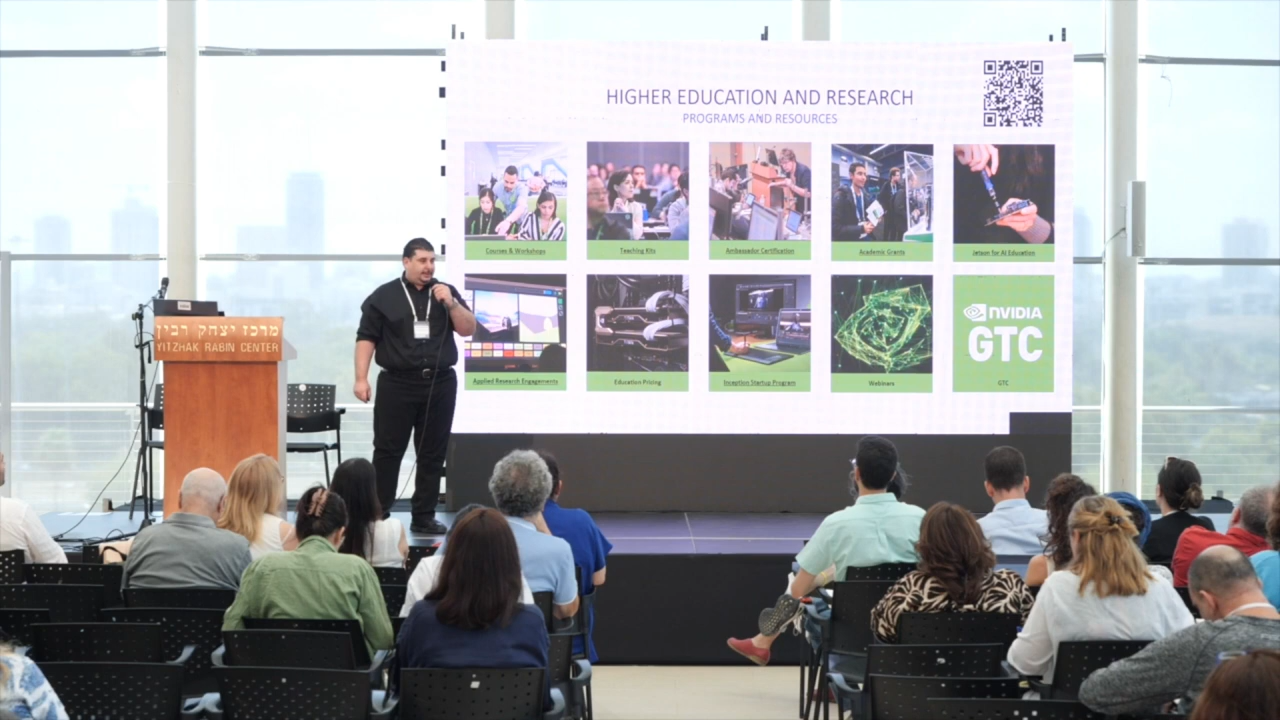 HIGHER EDUCATION AND RESEARCH
PROGRAMS AND RESOURCES
Courses & Workshops
Teaching Kits
Ambassador Certification
Academic Grants
Jetson for AI Education
Applied Research Engagements
Education Pricing
Inception Startup Program
Webinars
NVIDIA
GTC
GTC
מרכז יצחק רבין
YITZHAK RABIN CENTER